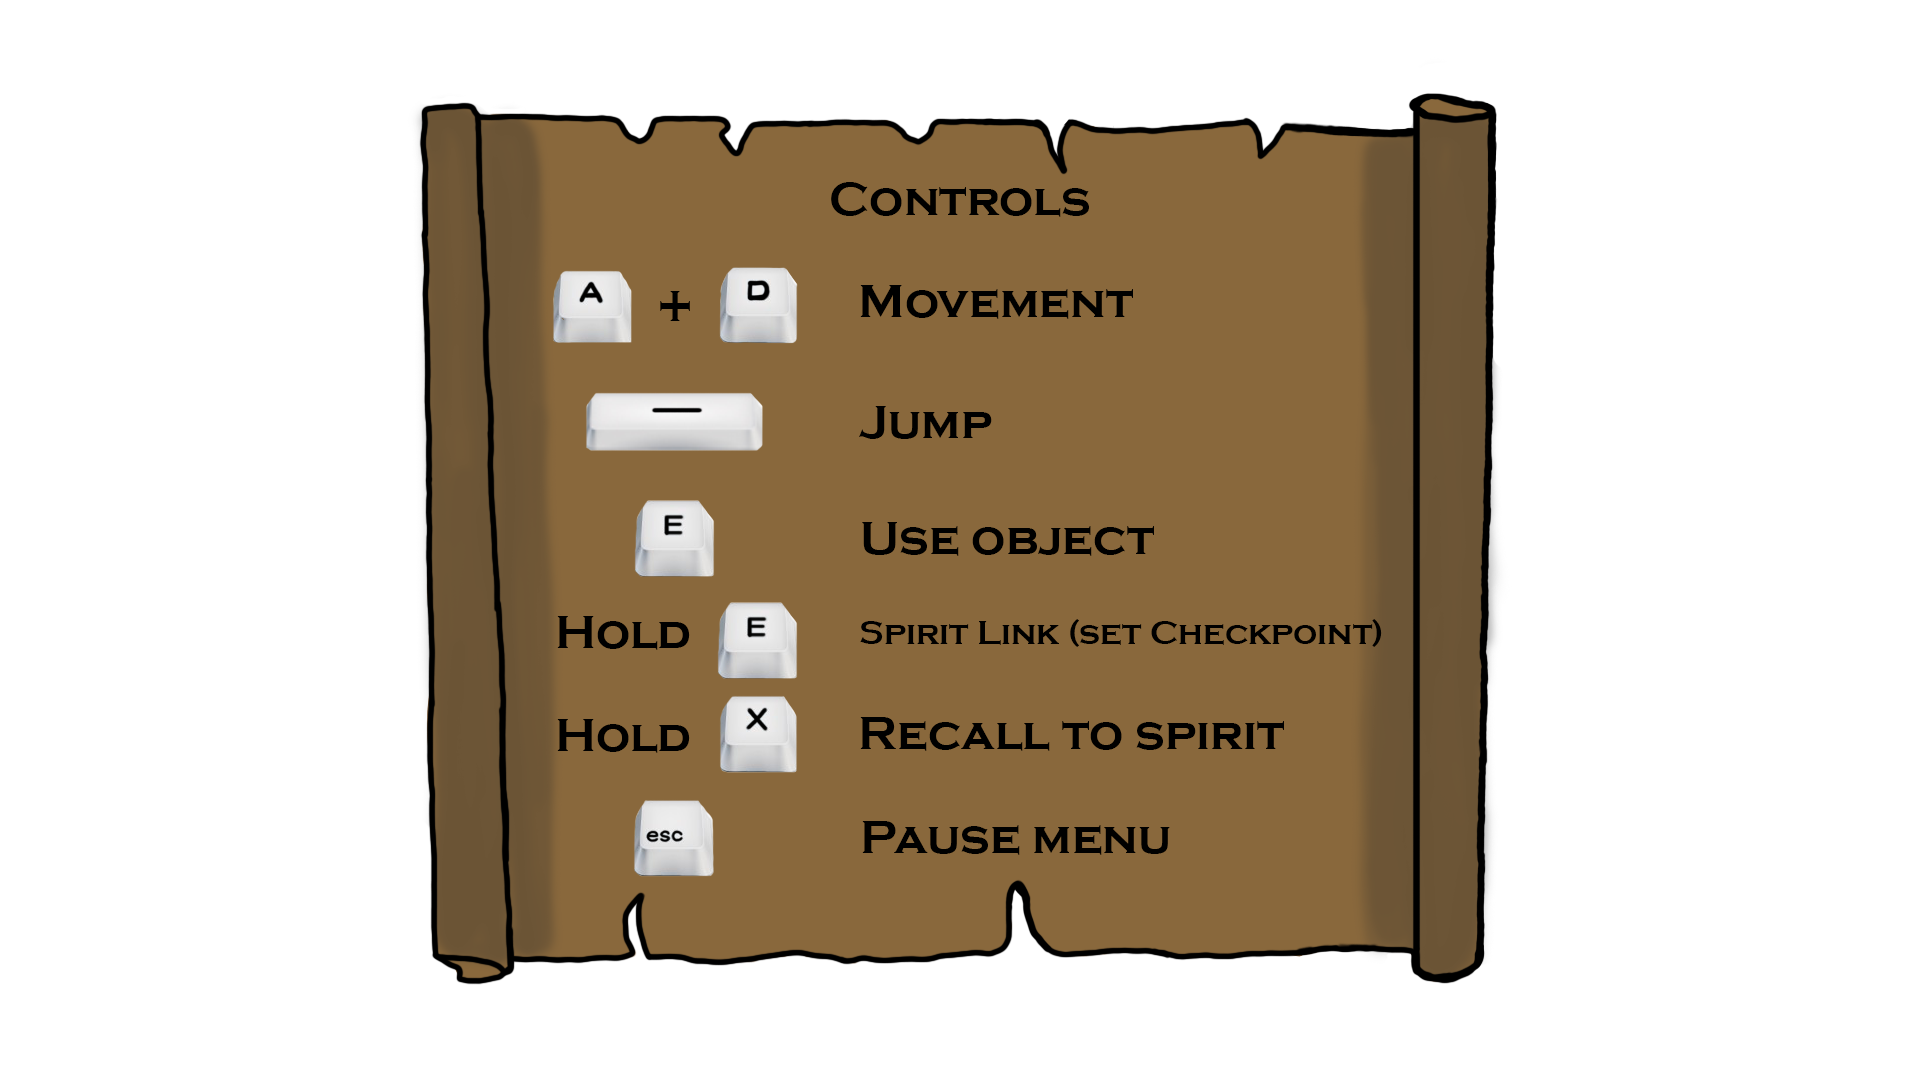 Controls
A + D Movement
Jump
E Use object
Hold E Spirit Link (set Checkpoint)
Hold X Recall to spirit
esc Pause menu